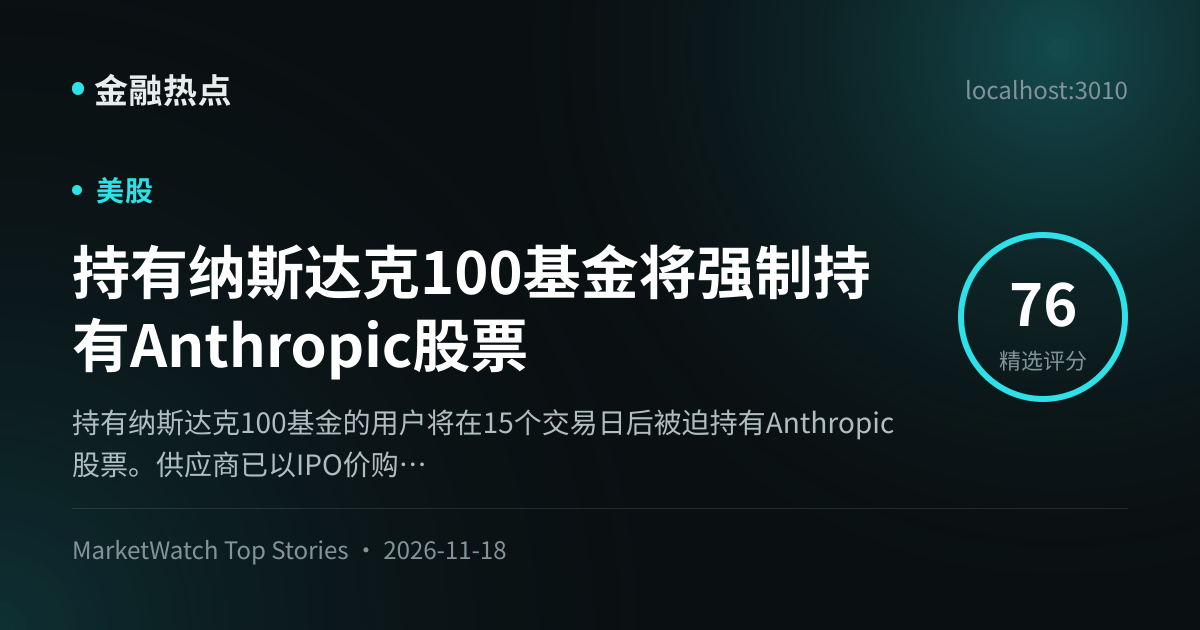 金融热点
localhost:3010
美股
持有纳斯达克100基金将强制持
有Anthropic股票
76
精选评分
持有纳斯达克100基金的用户将在15个交易日后被迫持有Anthropic
股票。供应商已以IPO价购…
MarketWatch Top Stories • 2026-11-18